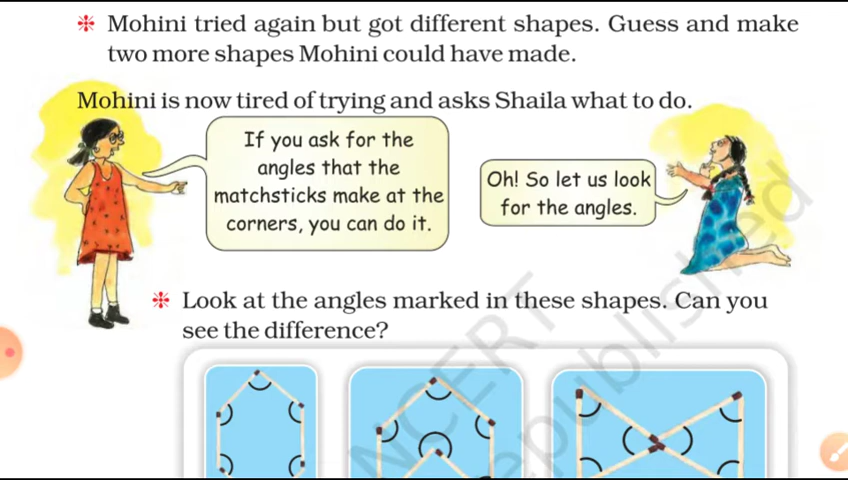 Mohini tried again but got different shapes. Guess and make
two more shapes Mohini could have made.
Mohini is now tired of trying and asks Shaila what to do.
If you ask for the
angles that the
matchsticks make at the
corners, you can do it.
Oh! So let us look
for the angles.
Look at the angles marked in these shapes. Can you
see the difference?
NCERT
republished